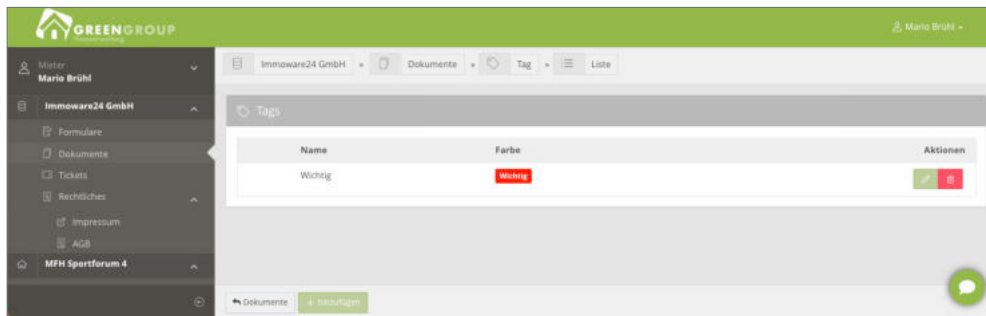 GREENGROUP
Hausverwaltung
Mario Brühl
Mieter
Mario Brühl
Immoware24 GmbH
Formulare
Dokumente
Tickets
Rechtliches
Impressum
AGB
MFH Sportforum 4
Immoware24 GmbH » Dokumente » Tag » Liste
Tags
Name Farbe Aktionen
Wichtig Wichtig
Dokumente + hinzufügen